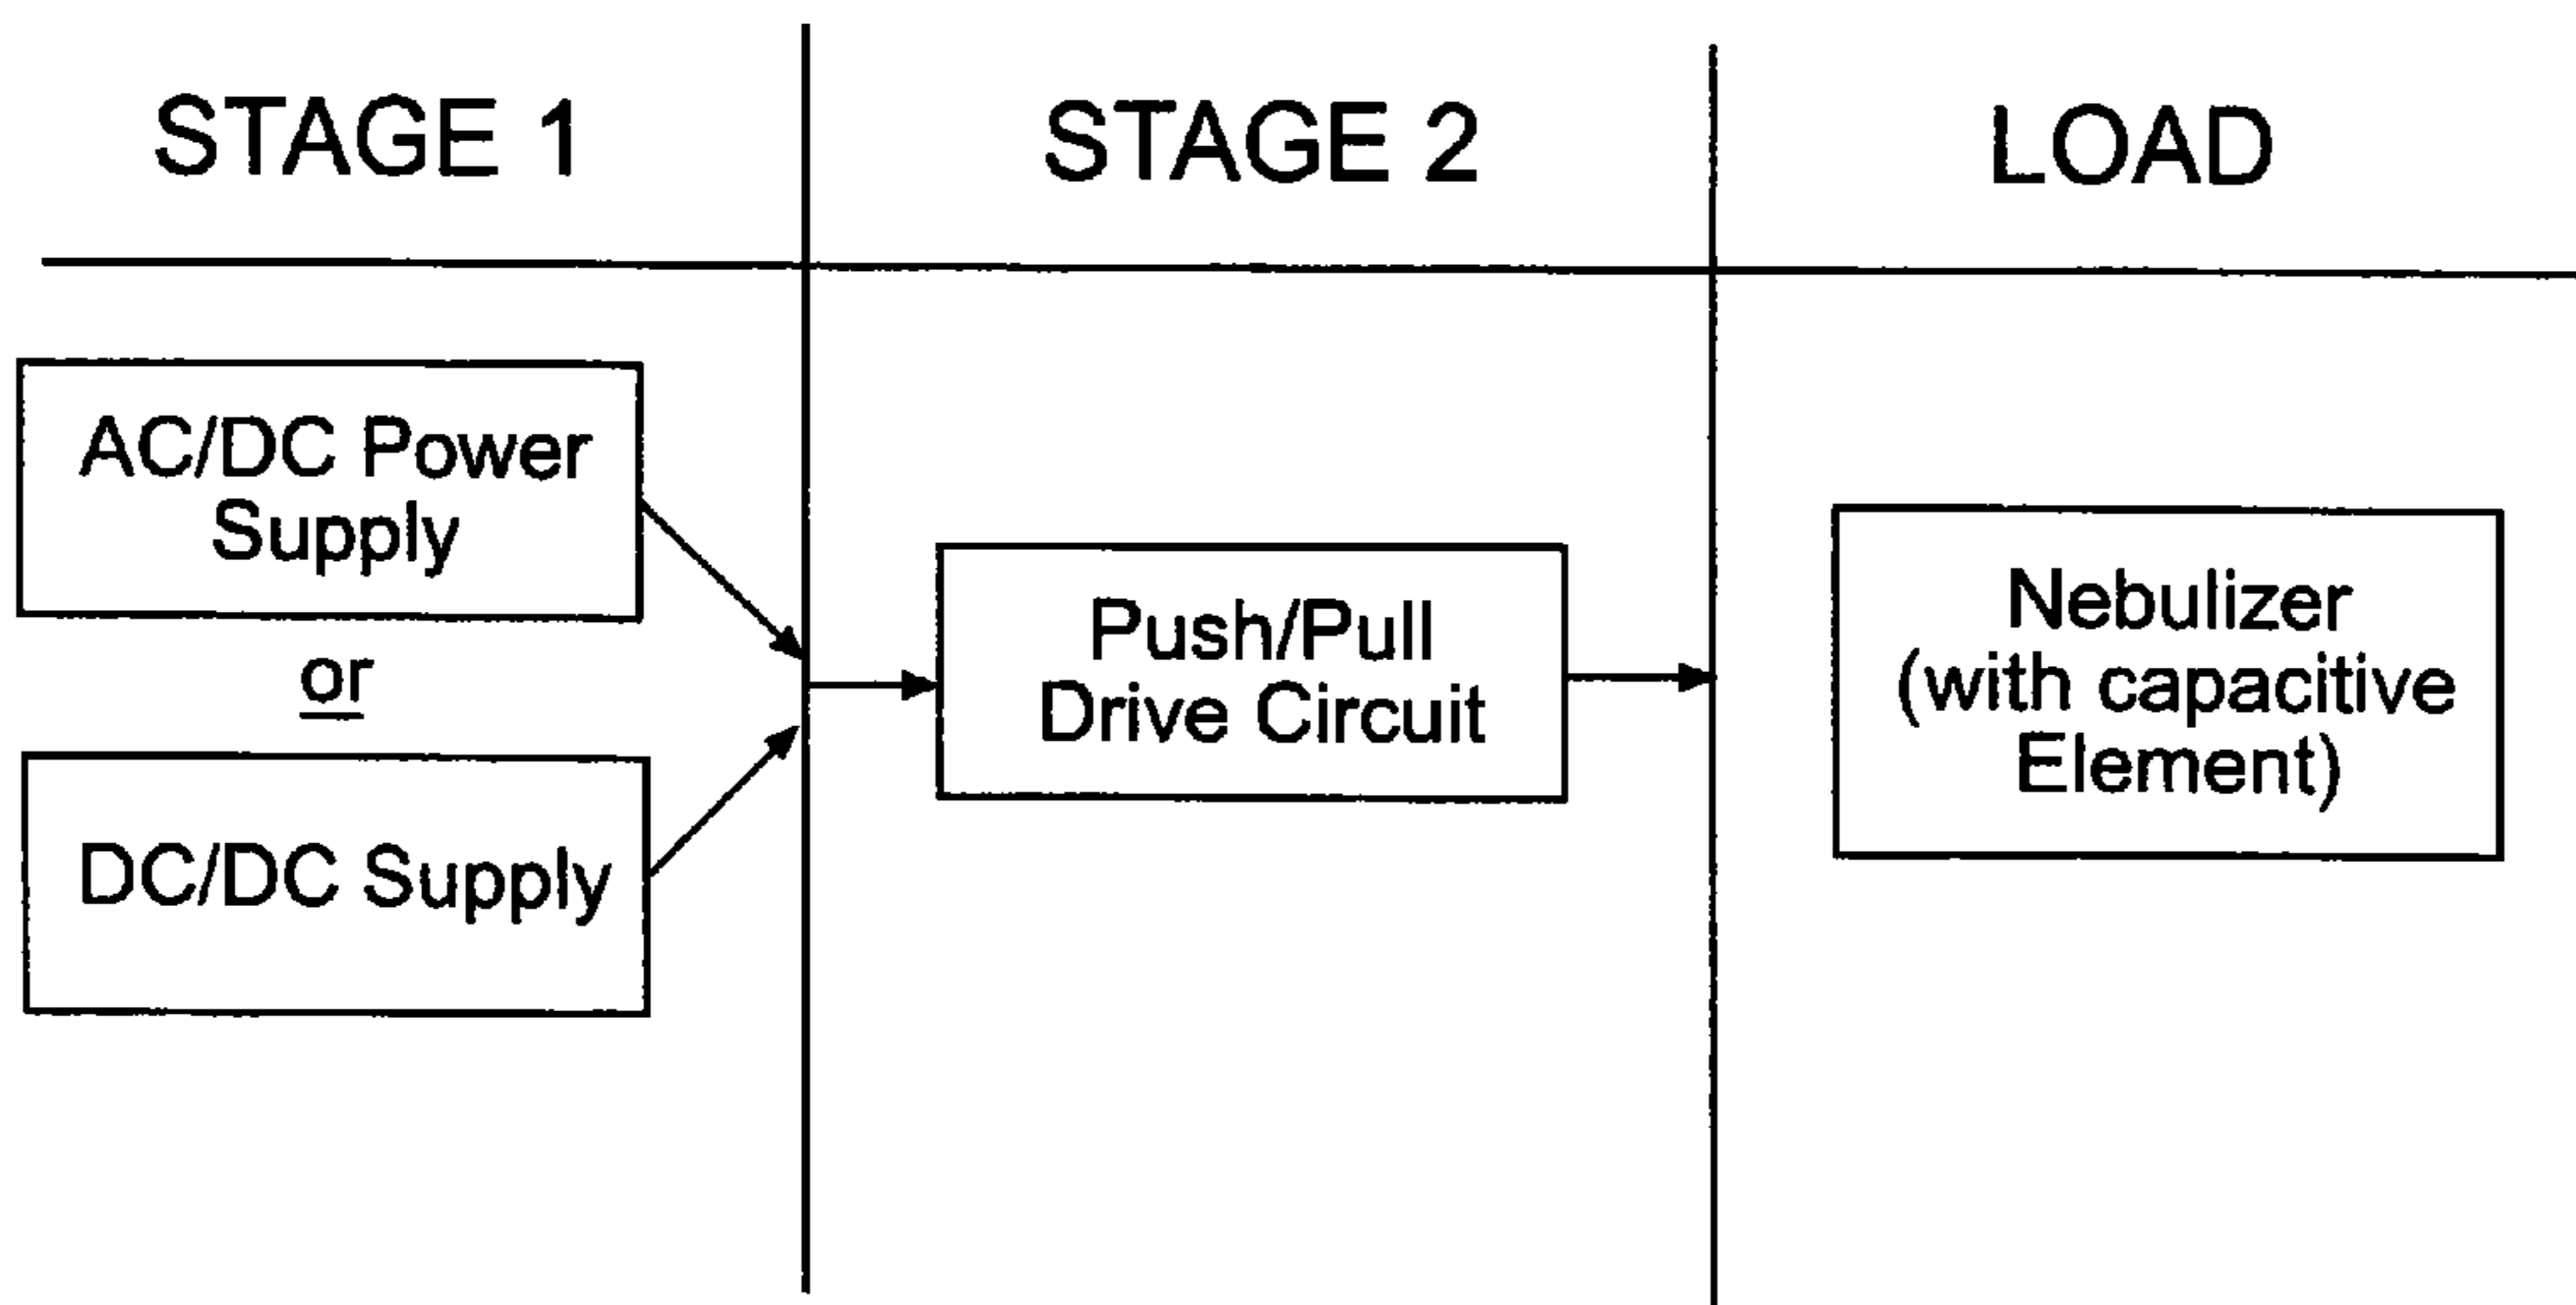 STAGE 1
STAGE 2
LOAD
AC/DC Power
Supply
or
DC/DC Supply
Push/Pull
Drive Circuit
Nebulizer
(with capacitive
Element)